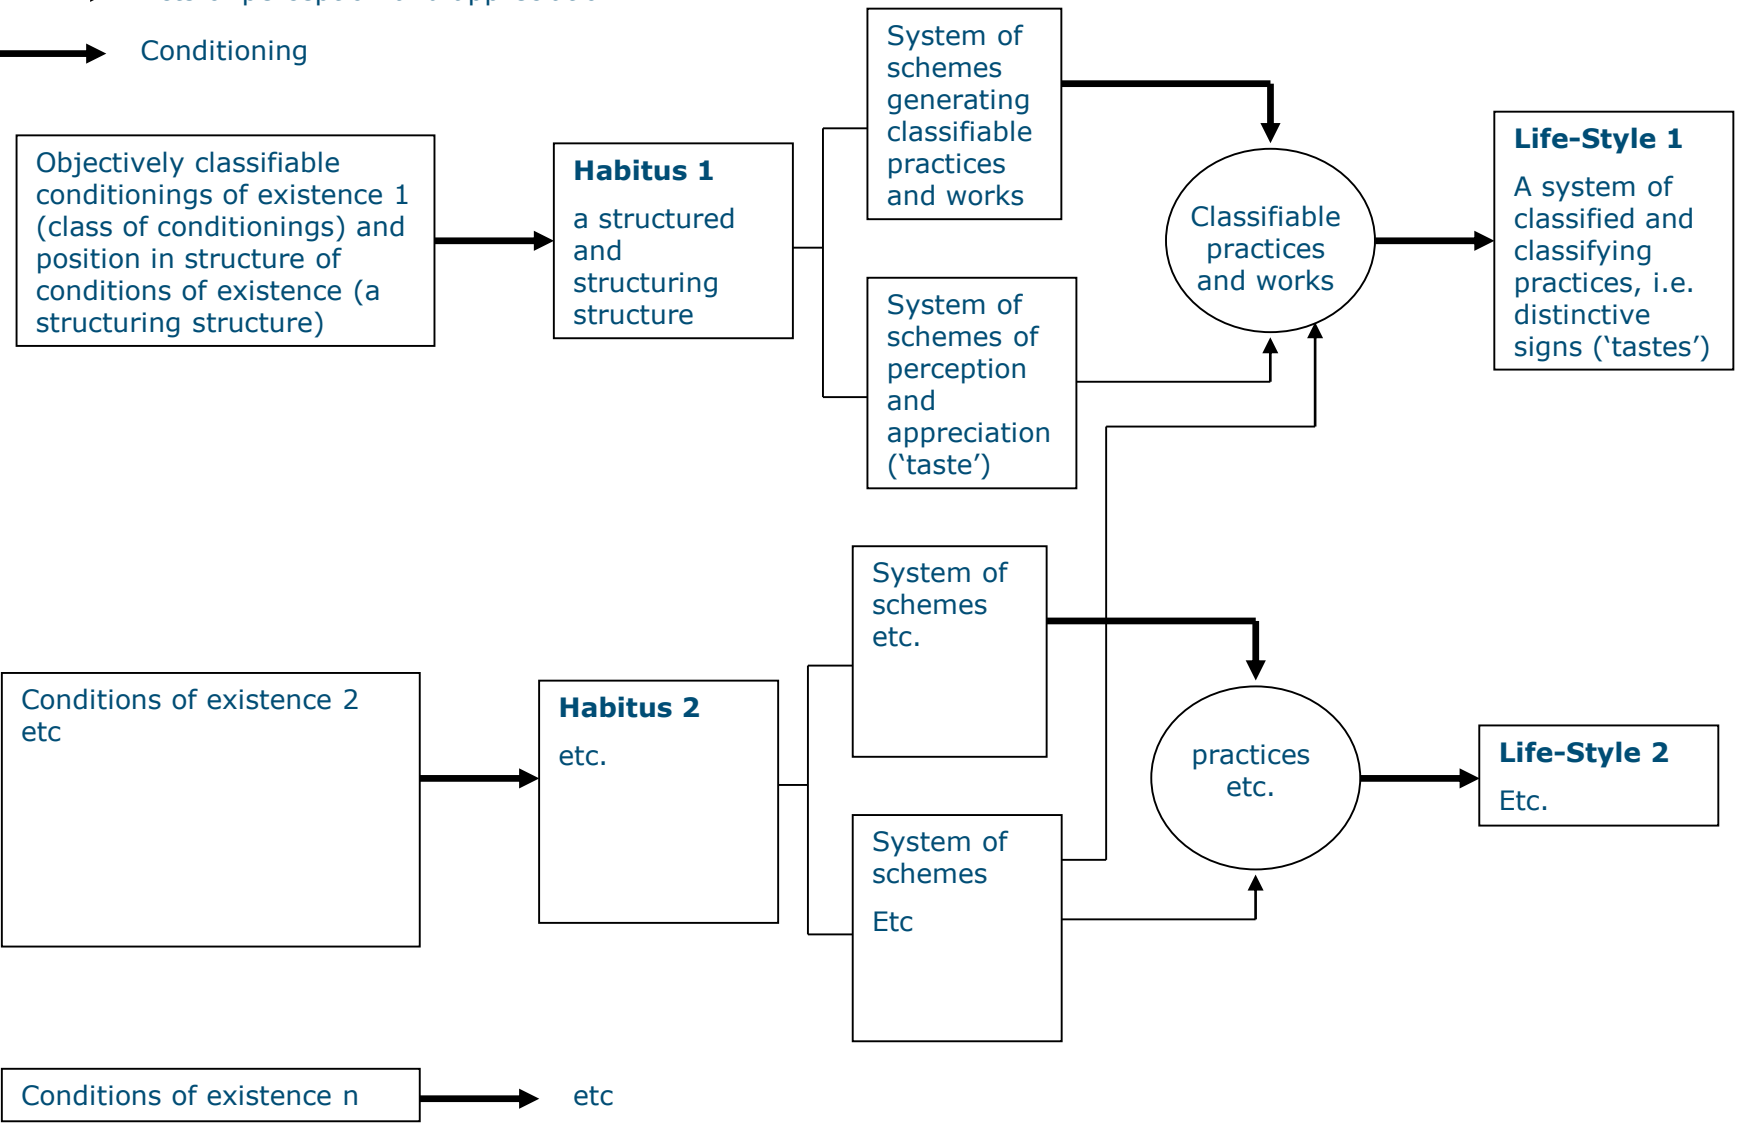 Conditioning
System of
schemes
generating
classifiable
practices
and works
Objectively classifiable
conditionings of existence 1
(class of conditionings) and
position in structure of
conditions of existence (a
structuring structure)
Habitus 1
a structured
and
structuring
structure
System of
schemes of
perception
and
appreciation
(‘taste’)
Classifiable
practices
and works
Life-Style 1
A system of
classified and
classifying
practices, i.e.
distinctive
signs (‘tastes’)
Conditions of existence 2
etc
Habitus 2
etc.
System of
schemes
etc.
System of
schemes
Etc
practices
etc.
Life-Style 2
Etc.
Conditions of existence n
etc